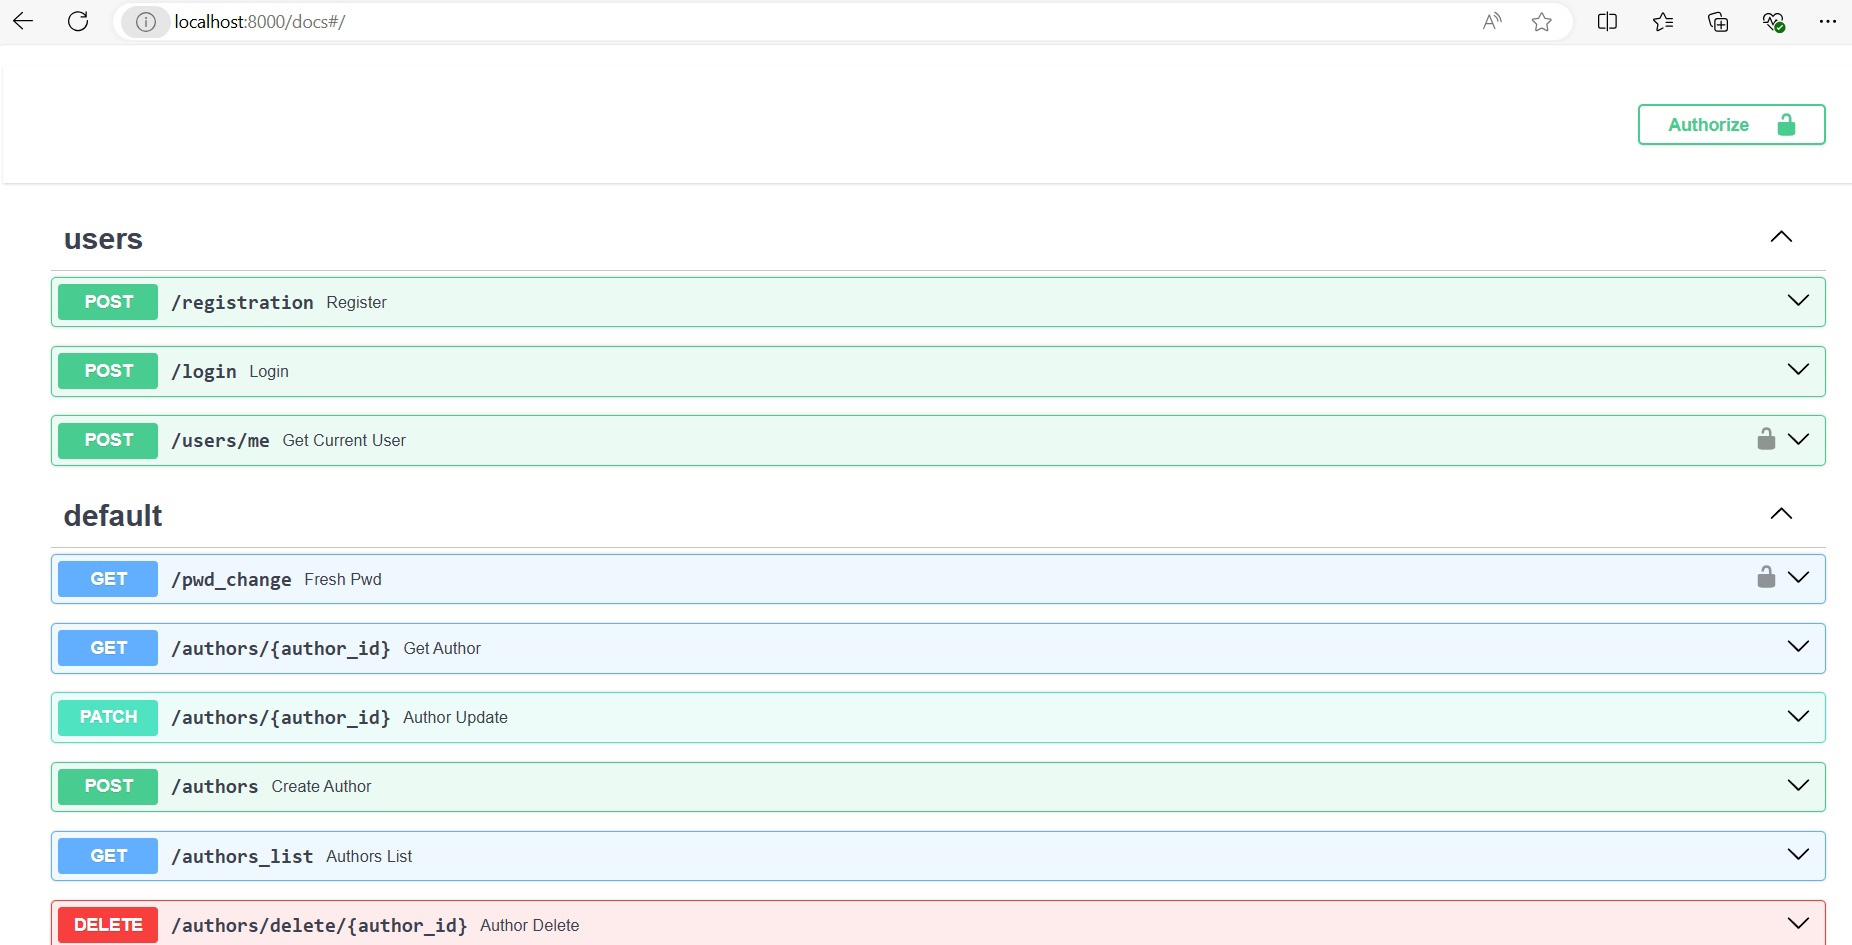 localhost:8000/docs#/
Authorize
users
POST /registration Register
POST /login Login
POST /users/me Get Current User
default
GET /pwd_change Fresh Pwd
GET /authors/{author_id} Get Author
PATCH /authors/{author_id} Author Update
POST /authors Create Author
GET /authors_list Authors List
DELETE /authors/delete/{author_id} Author Delete